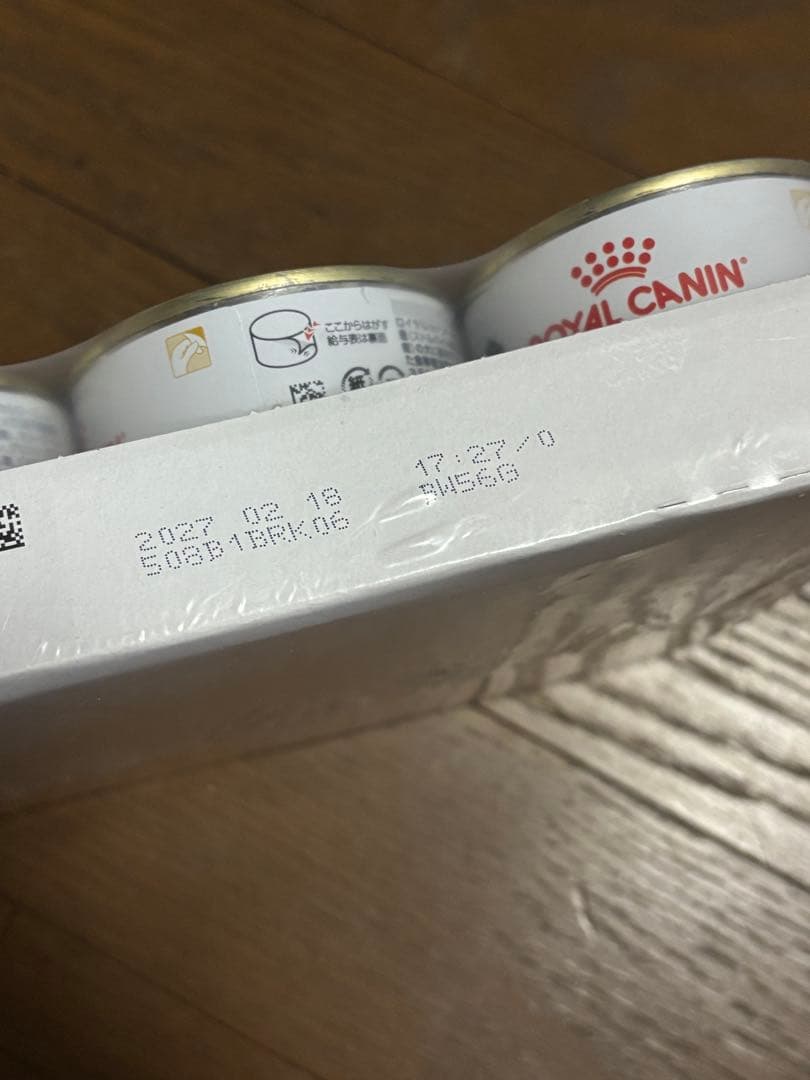 ここからはがす
給与表は裏面
ROYAL CANIN
2027 02 18 17:27/0
508B1BRK06 BW56G